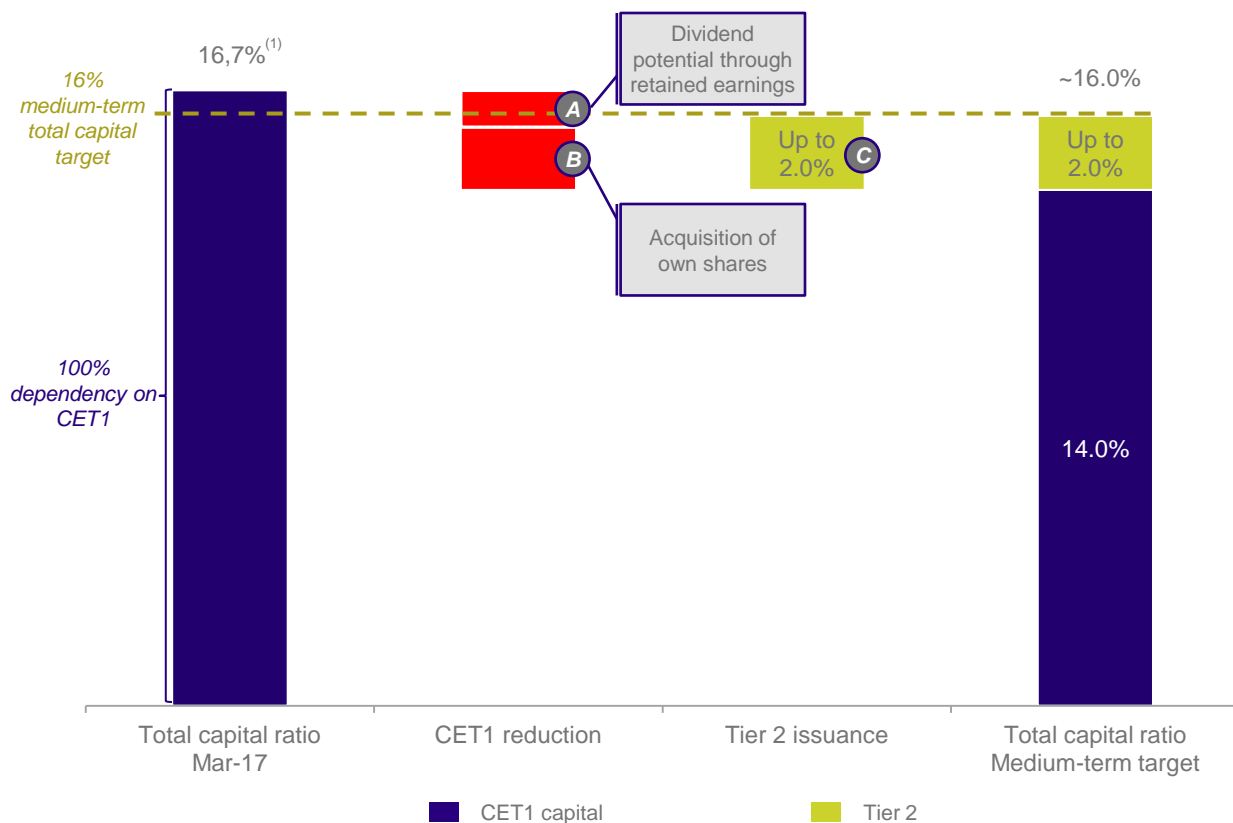 16,7%(1)
16%
medium-term
total capital
target
100%
dependency on
CET1
A
B
Dividend
potential through
retained earnings
Acquisition of
own shares
Up to
2.0%
C
~16.0%
Up to
2.0%
14.0%
Total capital ratio
Mar-17
CET1 reduction
Tier 2 issuance
Total capital ratio
Medium-term target
CET1 capital
Tier 2